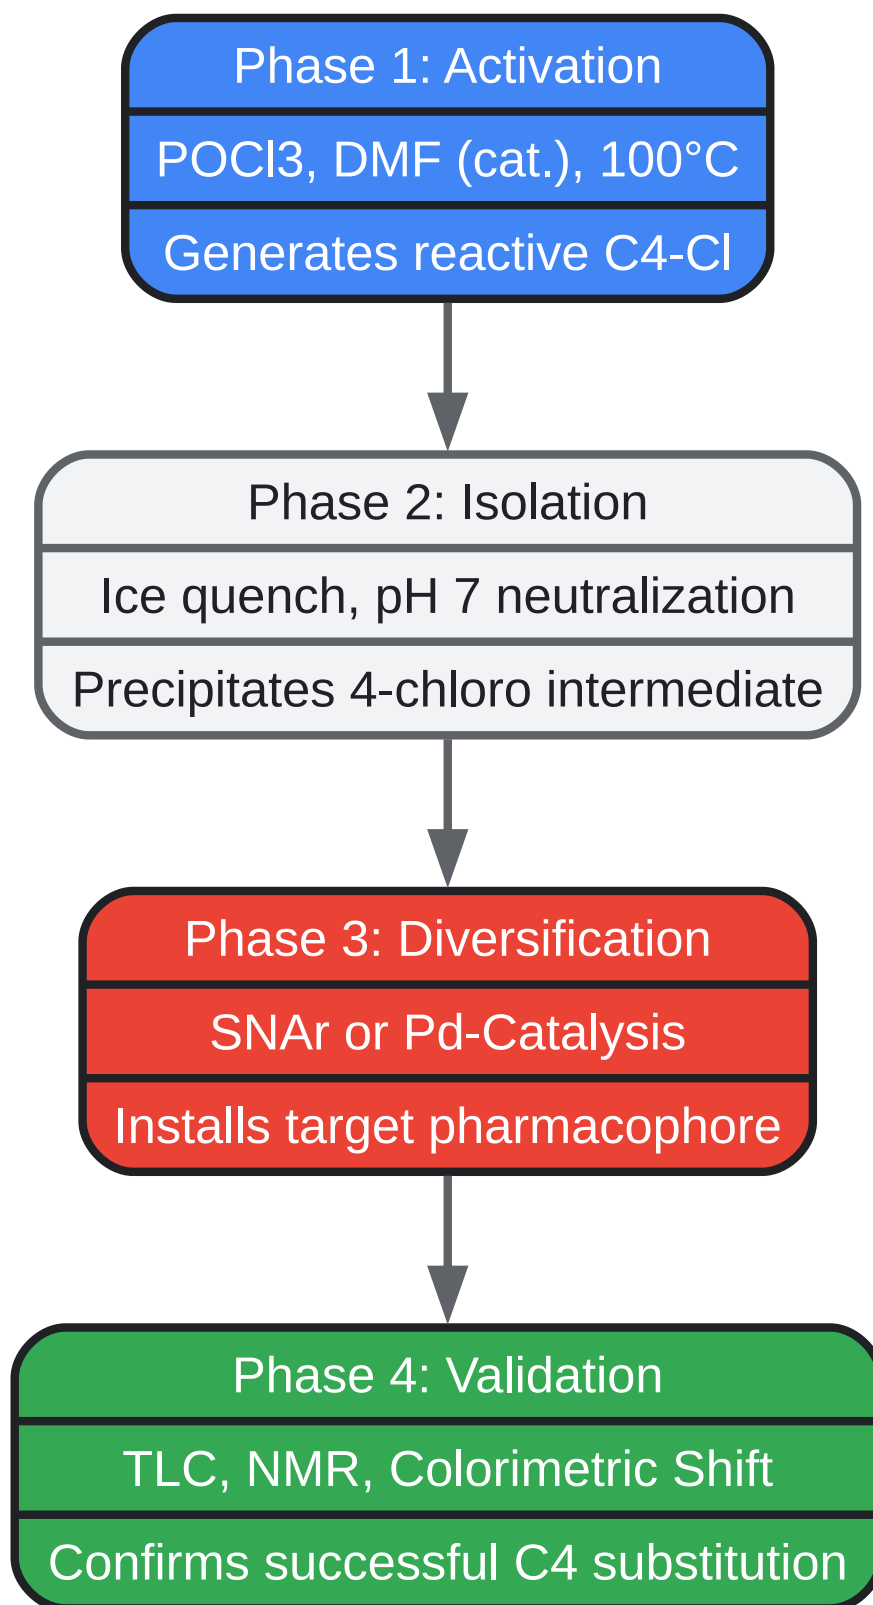 Phase 1: Activation
POCl3, DMF (cat.), 100°C
Generates reactive C4-Cl
Phase 2: Isolation
Ice quench, pH 7 neutralization
Precipitates 4-chloro intermediate
Phase 3: Diversification
SNAr or Pd-Catalysis
Installs target pharmacophore
Phase 4: Validation
TLC, NMR, Colorimetric Shift
Confirms successful C4 substitution